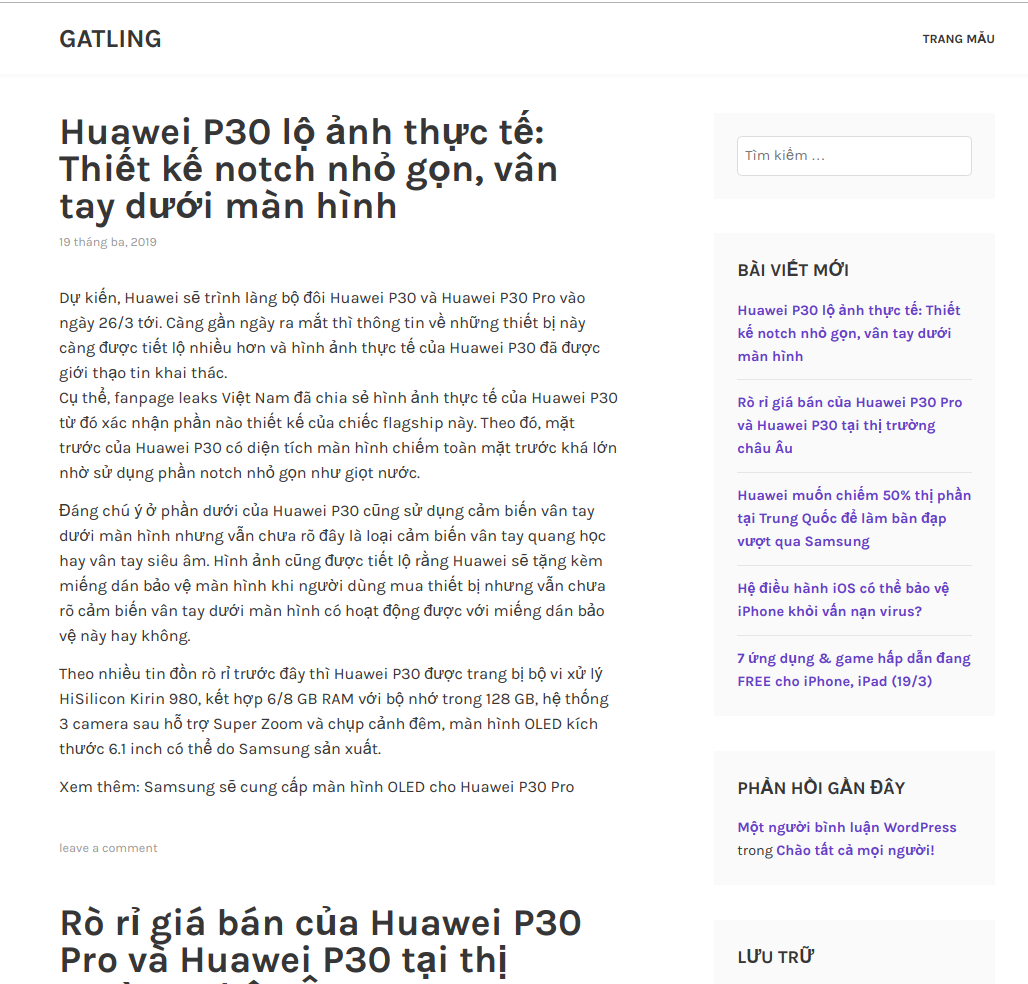 GATLING
TRANG MẪU
Huawei P30 lộ ảnh thực tế:
Thiết kế notch nhỏ gọn, vân
tay dưới màn hình
19 tháng ba, 2019
Dự kiến, Huawei sẽ trình làng bộ đôi Huawei P30 và Huawei P30 Pro vào
ngày 26/3 tới. Càng gần ngày ra mắt thì thông tin về những thiết bị này
càng được tiết lộ nhiều hơn và hình ảnh thực tế của Huawei P30 đã được
giới thạo tin khai thác.
Cụ thể, fanpage leaks Việt Nam đã chia sẻ hình ảnh thực tế của Huawei P30
từ đó xác nhận phần nào thiết kế của chiếc flagship này. Theo đó, mặt
trước của Huawei P30 có diện tích màn hình chiếm toàn mặt trước khá lớn
nhờ sử dụng phần notch nhỏ gọn như giọt nước.
Đáng chú ý ở phần dưới của Huawei P30 cũng sử dụng cảm biến vân tay
dưới màn hình nhưng vẫn chưa rõ đây là loại cảm biến vân tay quang học
hay vân tay siêu âm. Hình ảnh cũng được tiết lộ rằng Huawei sẽ tặng kèm
miếng dán bảo vệ màn hình khi người dùng mua thiết bị nhưng vẫn chưa
rõ cảm biến vân tay dưới màn hình có hoạt động được với miếng dán bảo
vệ này hay không.
Theo nhiều tin đồn rò rỉ trước đây thì Huawei P30 được trang bị bộ vi xử lý
HiSilicon Kirin 980, kết hợp 6/8 GB RAM với bộ nhớ trong 128 GB, hệ thống
3 camera sau hỗ trợ Super Zoom và chụp cảnh đêm, màn hình OLED kích
thước 6.1 inch có thể do Samsung sản xuất.
Xem thêm: Samsung sẽ cung cấp màn hình OLED cho Huawei P30 Pro
leave a comment
Rò rỉ giá bán của Huawei P30
Pro và Huawei P30 tại thị
Tìm kiếm …
BÀI VIẾT MỚI
Huawei P30 lộ ảnh thực tế: Thiết
kế notch nhỏ gọn, vân tay dưới
màn hình
Rò rỉ giá bán của Huawei P30 Pro
và Huawei P30 tại thị trường
châu Âu
Huawei muốn chiếm 50% thị phần
tại Trung Quốc để làm bàn đạp
vượt qua Samsung
Hệ điều hành iOS có thể bảo vệ
iPhone khỏi vấn nạn virus?
7 ứng dụng & game hấp dẫn đang
FREE cho iPhone, iPad (19/3)
PHẢN HỒI GẦN ĐÂY
Một người bình luận WordPress
trong Chào tất cả mọi người!
LƯU TRỮ